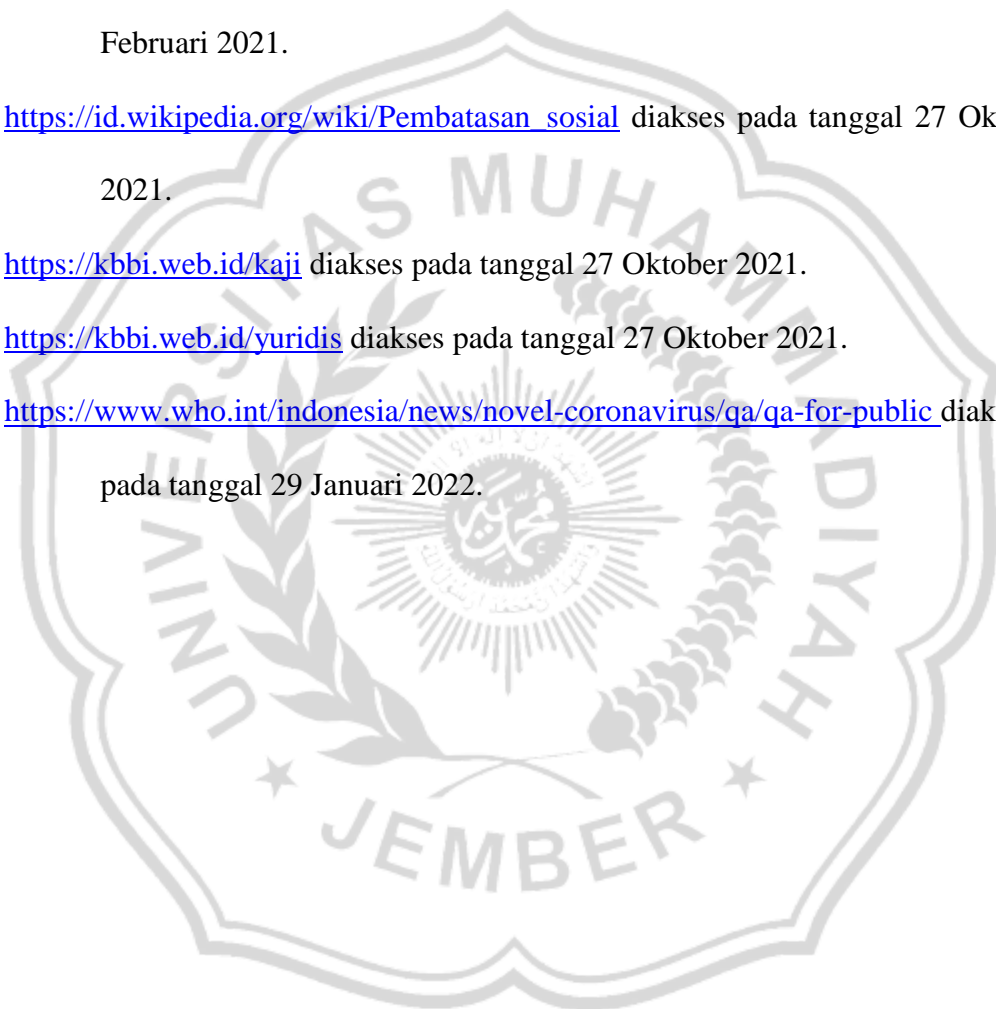 Februari 2021.
https://id.wikipedia.org/wiki/Pembatasan_sosial diakses pada tanggal 27 Ok
2021.
https://kbbi.web.id/kaji diakses pada tanggal 27 Oktober 2021.
https://kbbi.web.id/yuridis diakses pada tanggal 27 Oktober 2021.
https://www.who.int/indonesia/news/novel-coronavirus/qa/qa-for-public diak
pada tanggal 29 Januari 2022.
UNIVERSITAS MUHAMMADIYAH
JEMBER